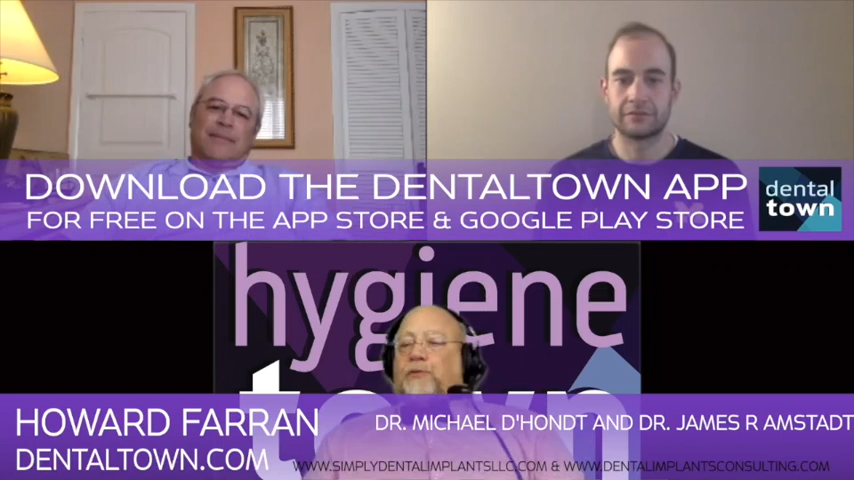 DOWNLOAD THE DENTALTOWN APP
FOR FREE ON THE APP STORE & GOOGLE PLAY STORE
dental
town
hygiene
town
HOWARD FARRAN
DENTALTOWN.COM
DR. MICHAEL D'HONDT AND DR. JAMES R AMSTADT
WWW.SIMPLYDENTALIMPLANTSLLC.COM & WWW.DENTALIMPLANTSCONSULTING.COM